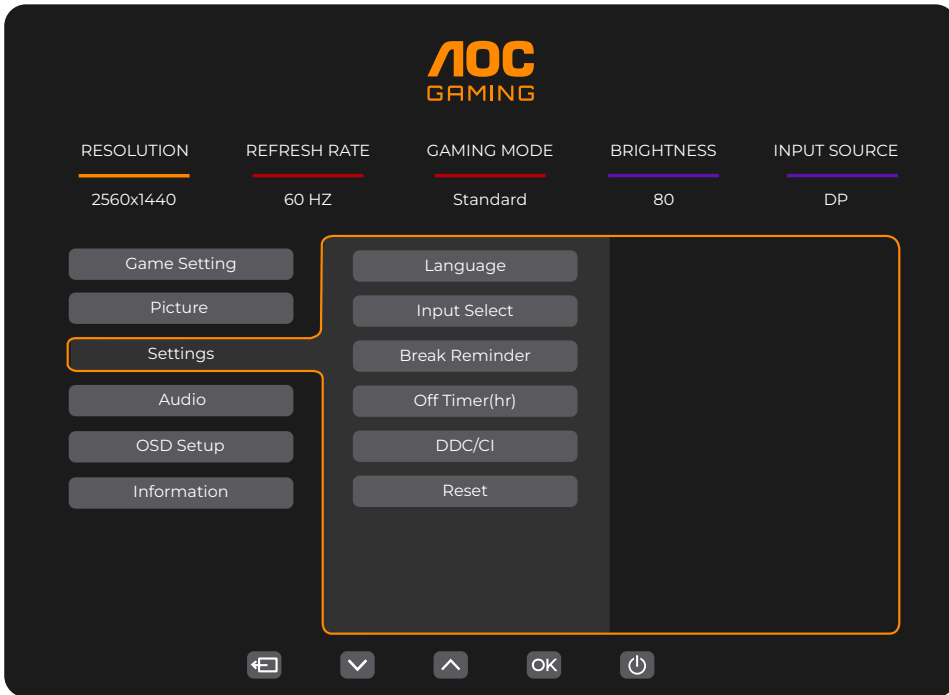 AOC
GAMING
RESOLUTION REFRESH RATE GAMING MODE BRIGHTNESS INPUT SOURCE
2560x1440 60 HZ Standard 80 DP
Game Setting
Picture
Settings
Audio
OSD Setup
Information
Language
Input Select
Break Reminder
Off Timer(hr)
DDC/CI
Reset
OK